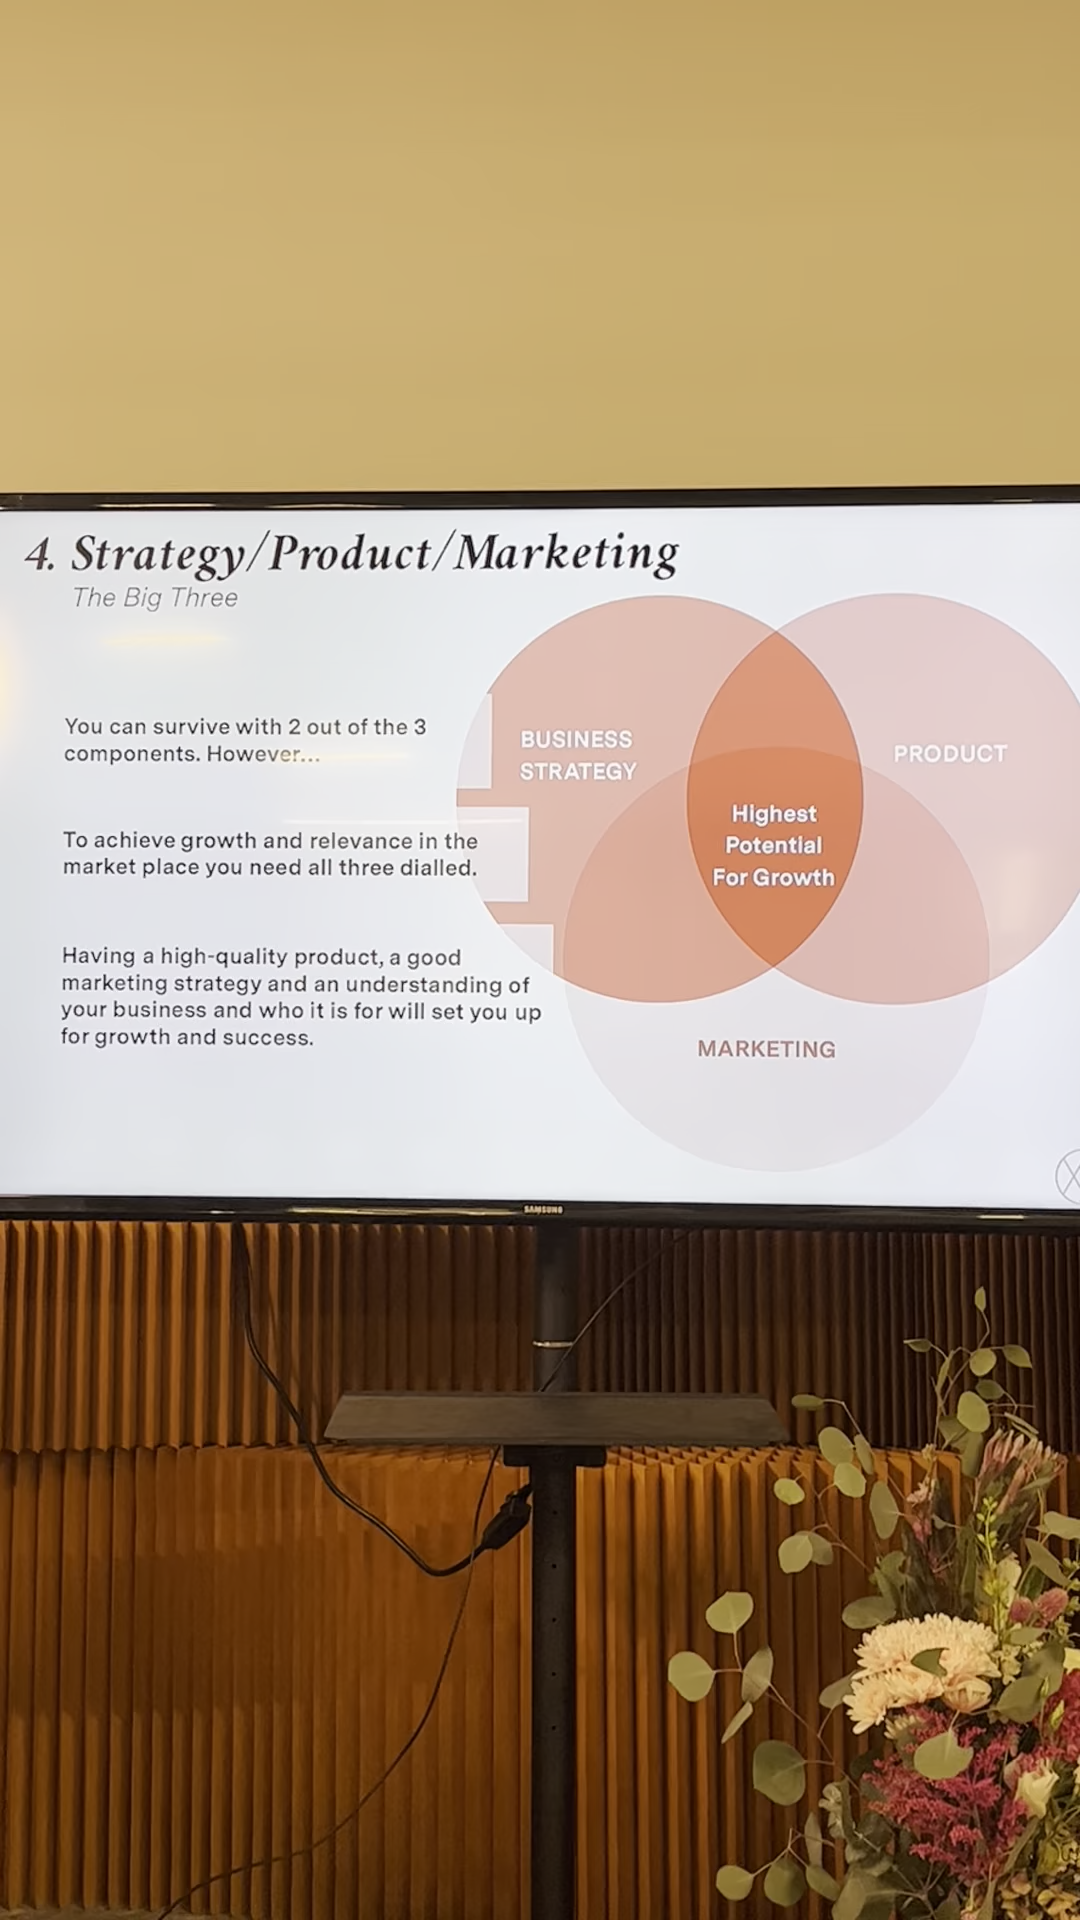 4. Strategy/Product/Marketing
The Big Three
You can survive with 2 out of the 3
components. However...
To achieve growth and relevance in the
market place you need all three dialled.
Having a high-quality product, a good
marketing strategy and an understanding of
your business and who it is for will set you up
for growth and success.
BUSINESS
STRATEGY
PRODUCT
Highest
Potential
For Growth
MARKETING
SAMSUNG